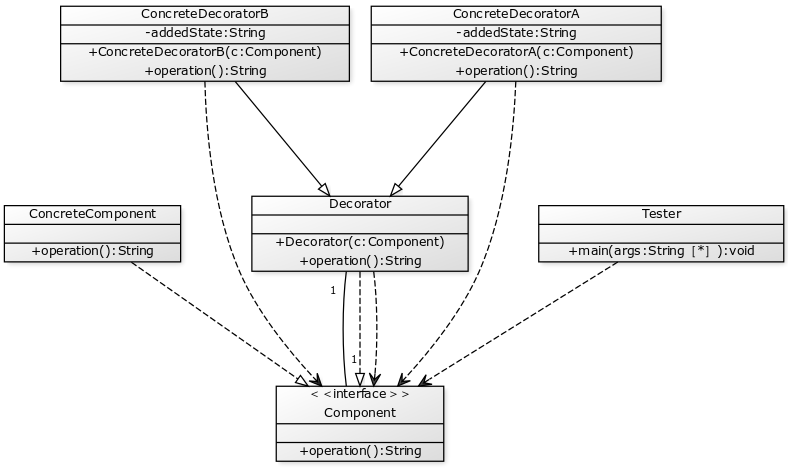 ConcreteDecoratorB
-addedState:String
+ConcreteDecoratorB(c:Component)
+operation():String
ConcreteDecoratorA
-addedState:String
+ConcreteDecoratorA(c:Component)
+operation():String
ConcreteComponent
+operation():String
Decorator
+Decorator(c:Component)
+operation():String
Tester
+main(args:String [*] ):void
1
1
<<interface>>
Component
+operation():String